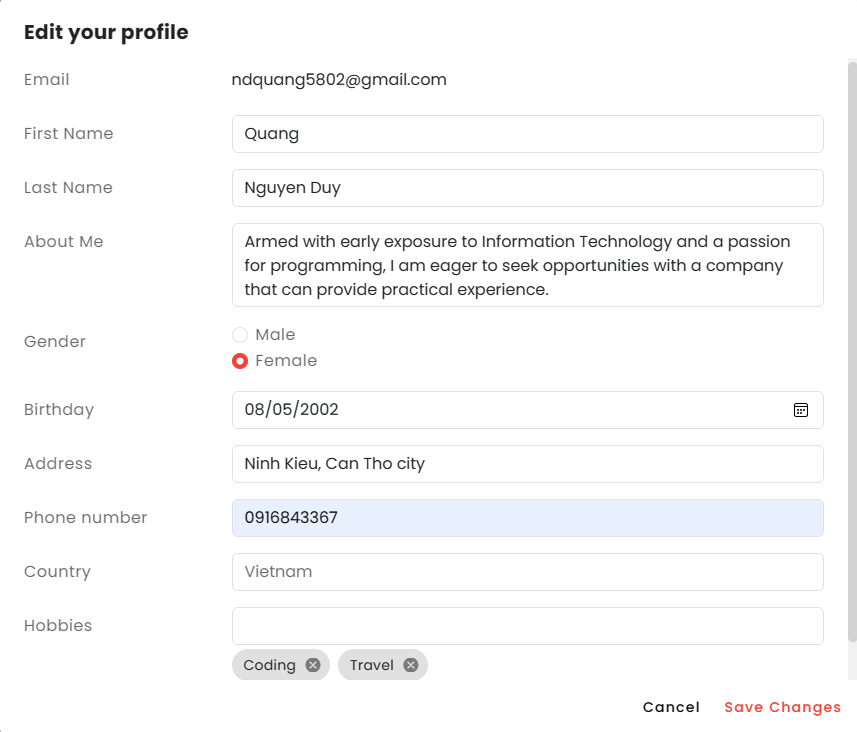 Edit your profile
Email ndquang5802@gmail.com
First Name Quang
Last Name Nguyen Duy
About Me Armed with early exposure to Information Technology and a passion
for programming, I am eager to seek opportunities with a company
that can provide practical experience.
Gender Male
Female
Birthday 08/05/2002
Address Ninh Kieu, Can Tho city
Phone number 0916843367
Country Vietnam
Hobbies
Coding Travel
Cancel Save Changes